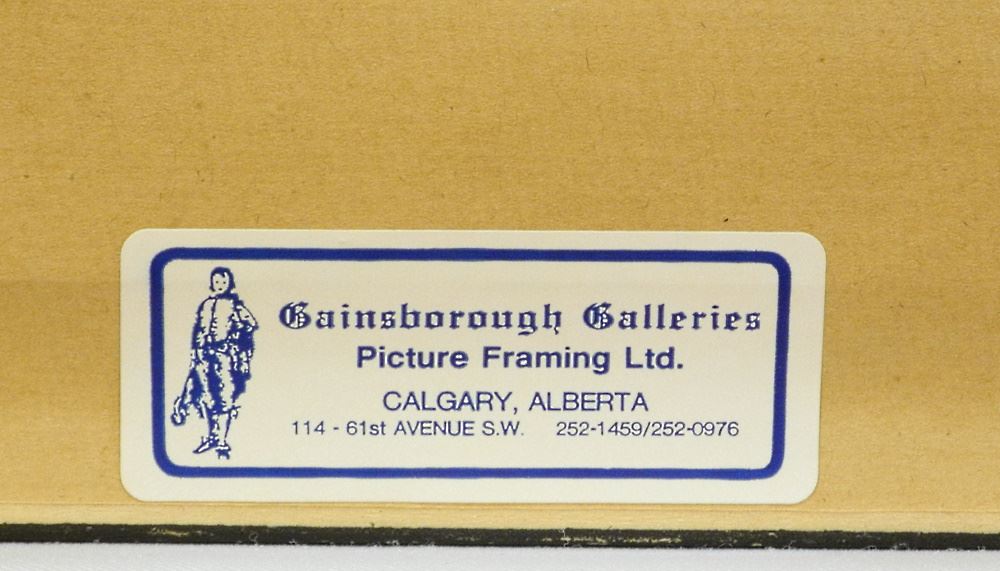 Gainsborough Galleries
Picture Framing Ltd.
CALGARY, ALBERTA
114 - 61st AVENUE S.W. 252-1459/252-0976